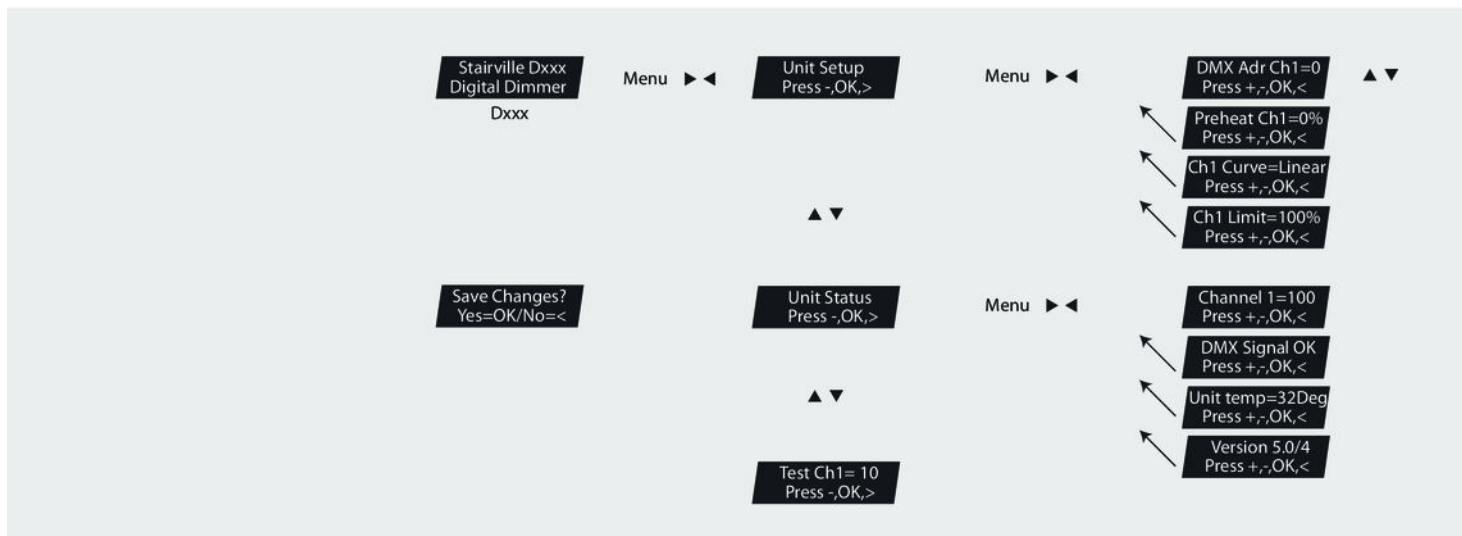 Stairville Dxxx
Digital Dimmer
Dxxx
Menu ▶ ◀
Unit Setup
Press -,OK,>
Menu ▶ ◀
DMX Adr Ch1=0
Press +,-,OK,<
▲ ▼
Preheat Ch1=0%
Press +,-,OK,<
Ch1 Curve=Linear
Press +,-,OK,<
Ch1 Limit=100%
Press +,-,OK,<
▲ ▼
Save Changes?
Yes=OK/No=<
Unit Status
Press -,OK,>
Menu ▶ ◀
Channel 1=100
Press +,-,OK,<
DMX Signal OK
Press +,-,OK,<
Unit temp=32Deg
Press +,-,OK,<
Version 5.0/4
Press +,-,OK,<
▲ ▼
Test Ch1= 10
Press -,OK,>